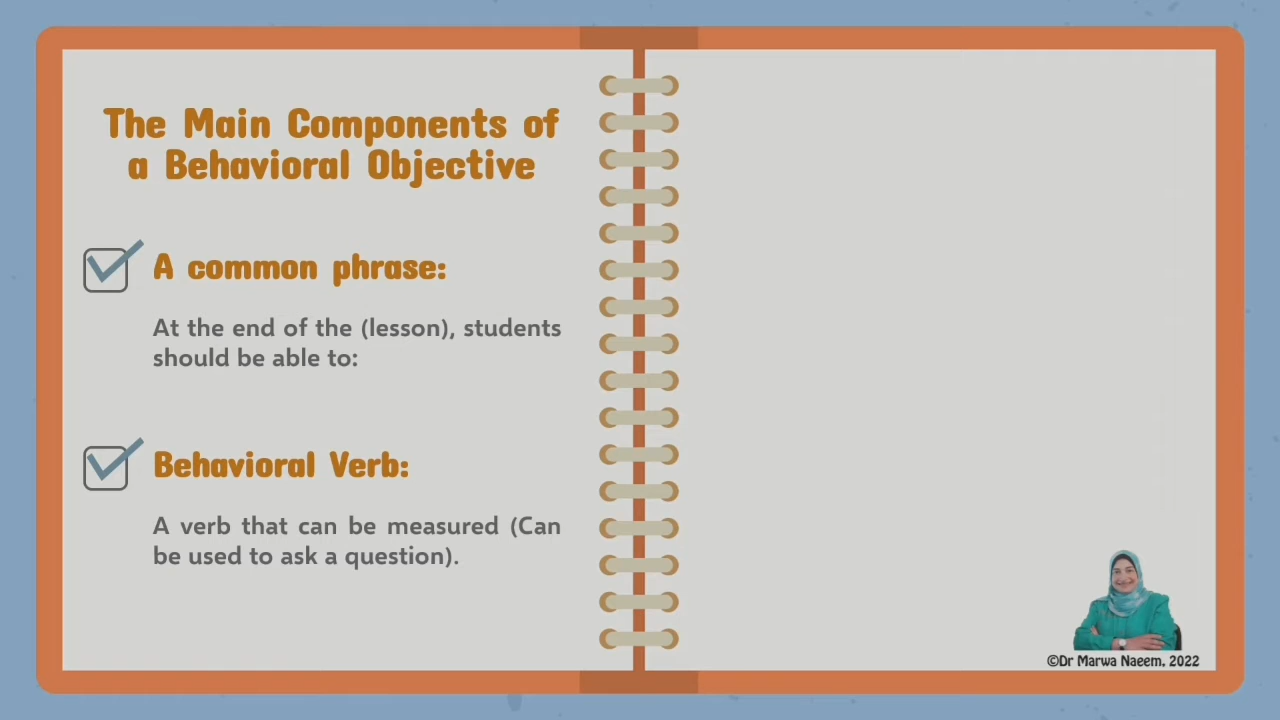 The Main Components of
a Behavioral Objective
A common phrase:
At the end of the (lesson), students
should be able to:
Behavioral Verb:
A verb that can be measured (Can
be used to ask a question).
©Dr Marwa Naeem, 2022